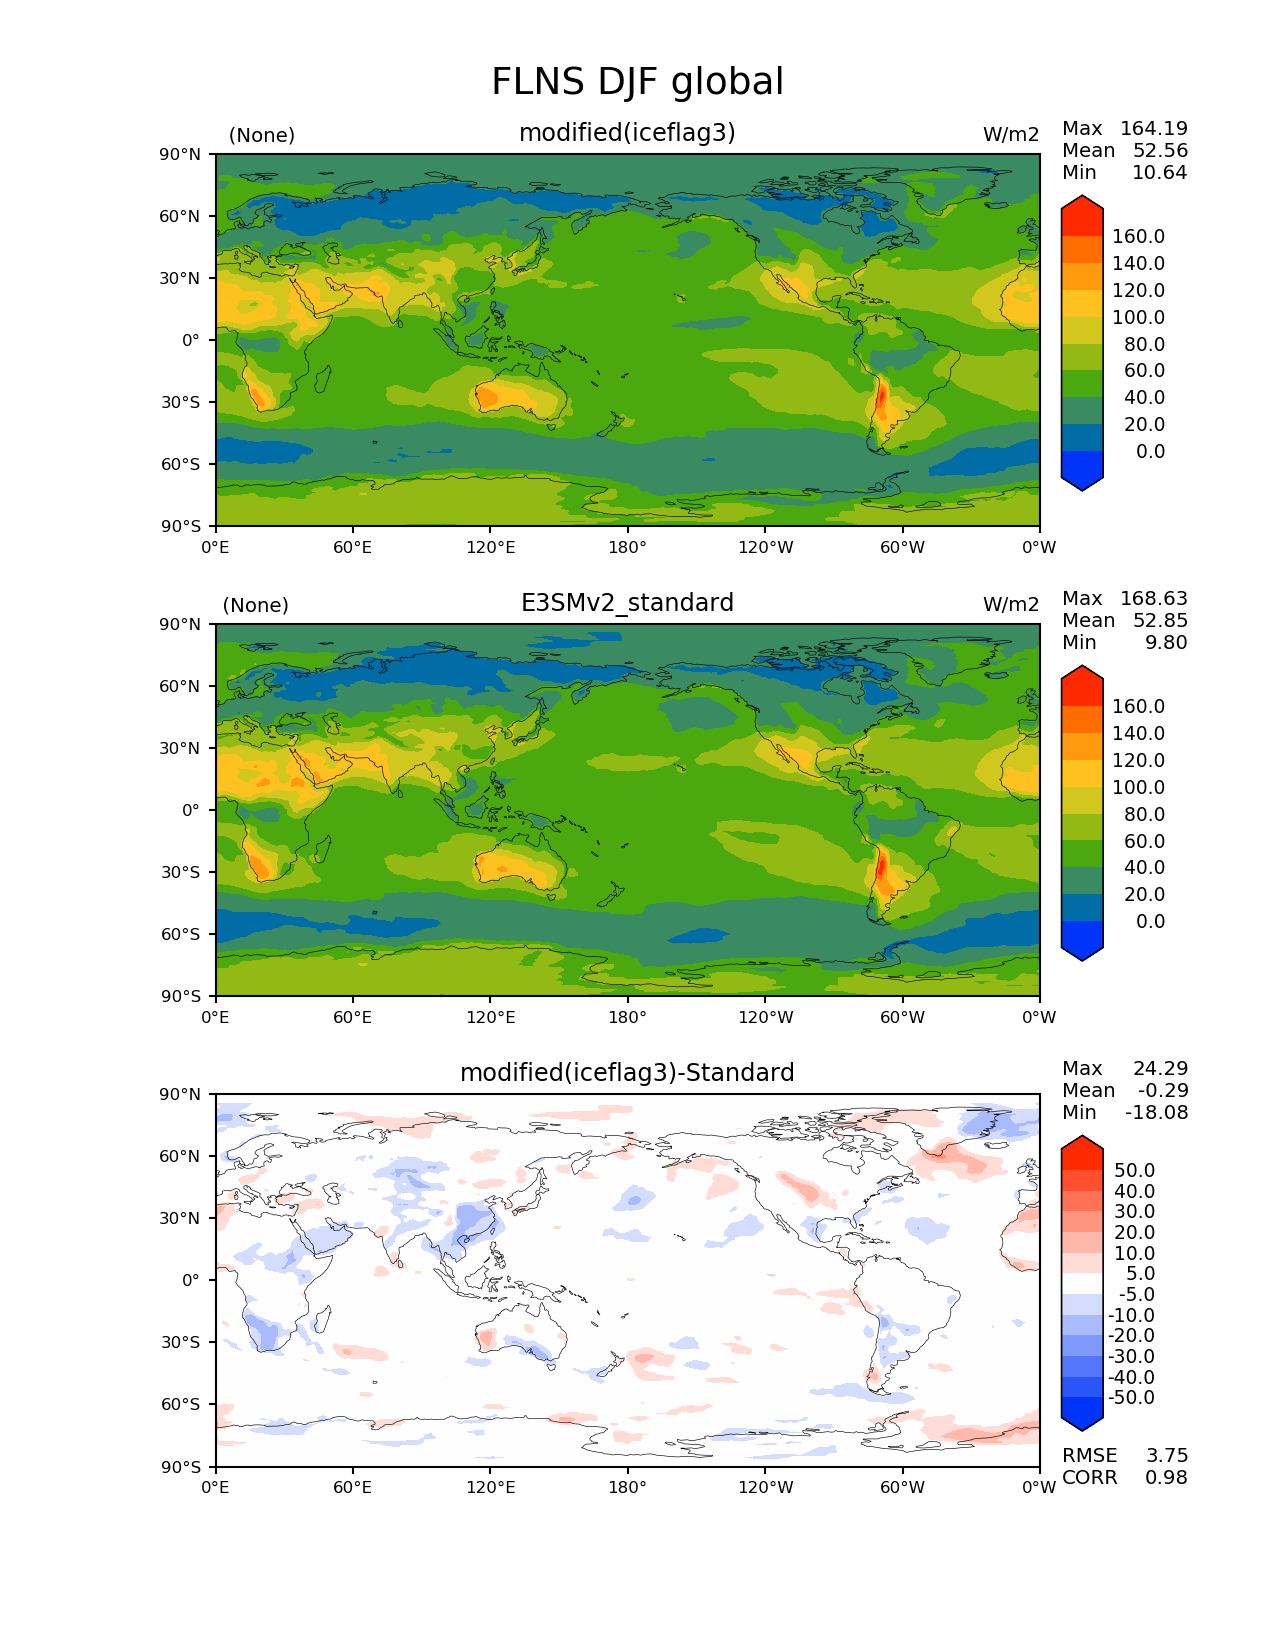 FLNS DJF global
(None) modified(iceflag3) W/m2
Max 164.19
Mean 52.56
Min 10.64
90°N
60°N
30°N
0°
30°S
60°S
90°S
0°E 60°E 120°E 180° 120°W 60°W 0°W
160.0
140.0
120.0
100.0
80.0
60.0
40.0
20.0
0.0
(None) E3SMv2_standard W/m2
Max 168.63
Mean 52.85
Min 9.80
90°N
60°N
30°N
0°
30°S
60°S
90°S
0°E 60°E 120°E 180° 120°W 60°W 0°W
160.0
140.0
120.0
100.0
80.0
60.0
40.0
20.0
0.0
modified(iceflag3)-Standard
Max 24.29
Mean -0.29
Min -18.08
90°N
60°N
30°N
0°
30°S
60°S
90°S
0°E 60°E 120°E 180° 120°W 60°W 0°W
50.0
40.0
30.0
20.0
10.0
5.0
-5.0
-10.0
-20.0
-30.0
-40.0
-50.0
RMSE 3.75
CORR 0.98